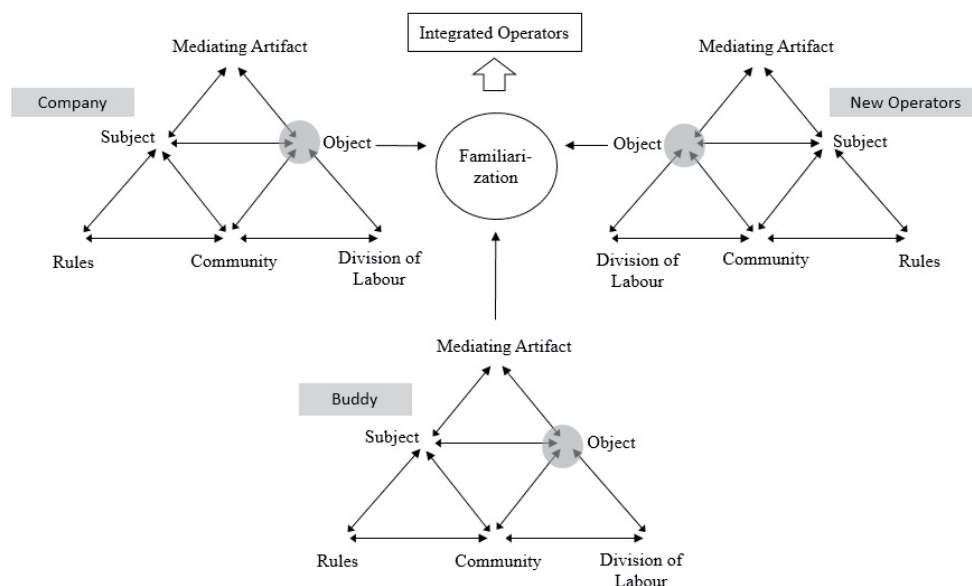 Integrated Operators
Mediating Artifact
Mediating Artifact
Company
New Operators
Subject
Object
Familiari-
zation
Object
Subject
Rules
Community
Division of
Labour
Division of
Labour
Community
Rules
Mediating Artifact
Buddy
Subject
Object
Rules
Community
Division of
Labour